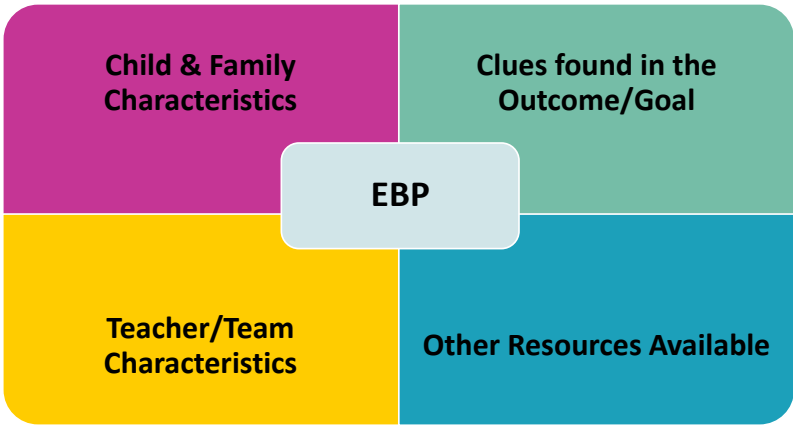 Child & Family
Characteristics
Clues found in the
Outcome/Goal
EBP
Teacher/Team
Characteristics
Other Resources Available